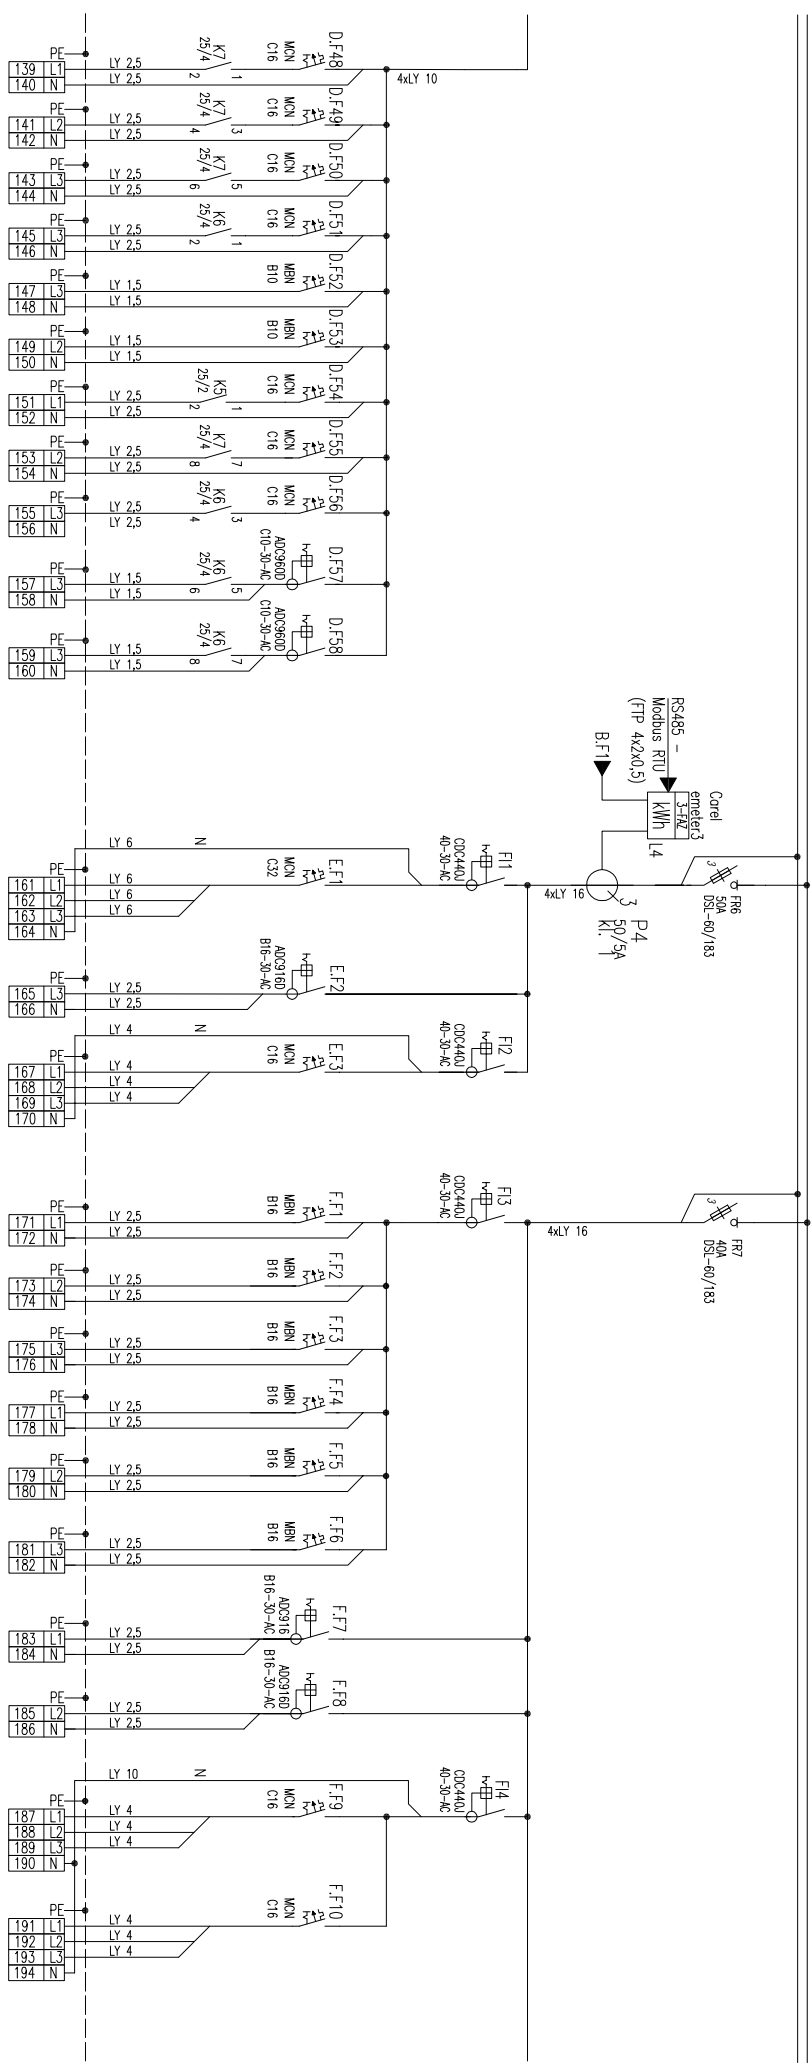 PE
139 L1
140 N
LY 2,5
LY 2,5
K7
25/4
1
2
MCN
C16
D.F48
4xLY 10
PE
141 L2
142 N
LY 2,5
LY 2,5
K7
25/4
3
4
MCN
C16
D.F49
PE
143 L3
144 N
LY 2,5
LY 2,5
K7
25/4
5
6
MCN
C16
D.F50
PE
145 L3
146 N
LY 2,5
LY 2,5
K6
25/4
1
2
MCN
C16
D.F51
PE
147 L3
148 N
LY 1,5
LY 1,5
MBN
B10
D.F52
PE
149 L2
150 N
LY 1,5
LY 1,5
MBN
B10
D.F53
PE
151 L1
152 N
LY 2,5
LY 2,5
K5
25/2
1
2
MCN
C16
D.F54
PE
153 L2
154 N
LY 2,5
LY 2,5
K7
25/4
7
8
MCN
C16
D.F55
PE
155 L3
156 N
LY 2,5
LY 2,5
K6
25/4
3
4
MCN
C16
D.F56
PE
157 L3
158 N
LY 1,5
LY 1,5
K6
25/4
5
6
ADC960D
C10-30-AC
D.F57
PE
159 L3
160 N
LY 1,5
LY 1,5
K6
25/4
7
8
ADC960D
C10-30-AC
D.F58
RS485 -
Modbus RTU
(FTP 4x2x0,5)
B.F1
Carel
emeter3
3-FAZ
kWh
L4
LY 6
N
PE
161 L1
162 L2
163 L3
164 N
LY 6
LY 6
LY 6
MCN
C32
E.F1
FI1
CDC440J
40-30-AC
4xLY 16
3
P4
50/5A
kl. 1
3
FR6
50A
DSL-60/183
PE
165 L3
166 N
LY 2,5
LY 2,5
ADC916D
B16-30-AC
E.F2
LY 4
N
PE
167 L1
168 L2
169 L3
170 N
LY 4
LY 4
LY 4
MCN
C16
E.F3
FI2
CDC440J
40-30-AC
PE
171 L1
172 N
LY 2,5
LY 2,5
MBN
B16
F.F1
FI3
CDC440J
40-30-AC
4xLY 16
3
FR7
40A
DSL-60/183
PE
173 L2
174 N
LY 2,5
LY 2,5
MBN
B16
F.F2
PE
175 L3
176 N
LY 2,5
LY 2,5
MBN
B16
F.F3
PE
177 L1
178 N
LY 2,5
LY 2,5
MBN
B16
F.F4
PE
179 L2
180 N
LY 2,5
LY 2,5
MBN
B16
F.F5
PE
181 L3
182 N
LY 2,5
LY 2,5
MBN
B16
F.F6
PE
183 L1
184 N
LY 2,5
LY 2,5
ADC916
B16-30-AC
F.F7
PE
185 L2
186 N
LY 2,5
LY 2,5
ADC916D
B16-30-AC
F.F8
LY 10
N
PE
187 L1
188 L2
189 L3
190 N
LY 4
LY 4
LY 4
MCN
C16
F.F9
FI4
CDC440J
40-30-AC
PE
191 L1
192 L2
193 L3
194 N
LY 4
LY 4
LY 4
MCN
C16
F.F10